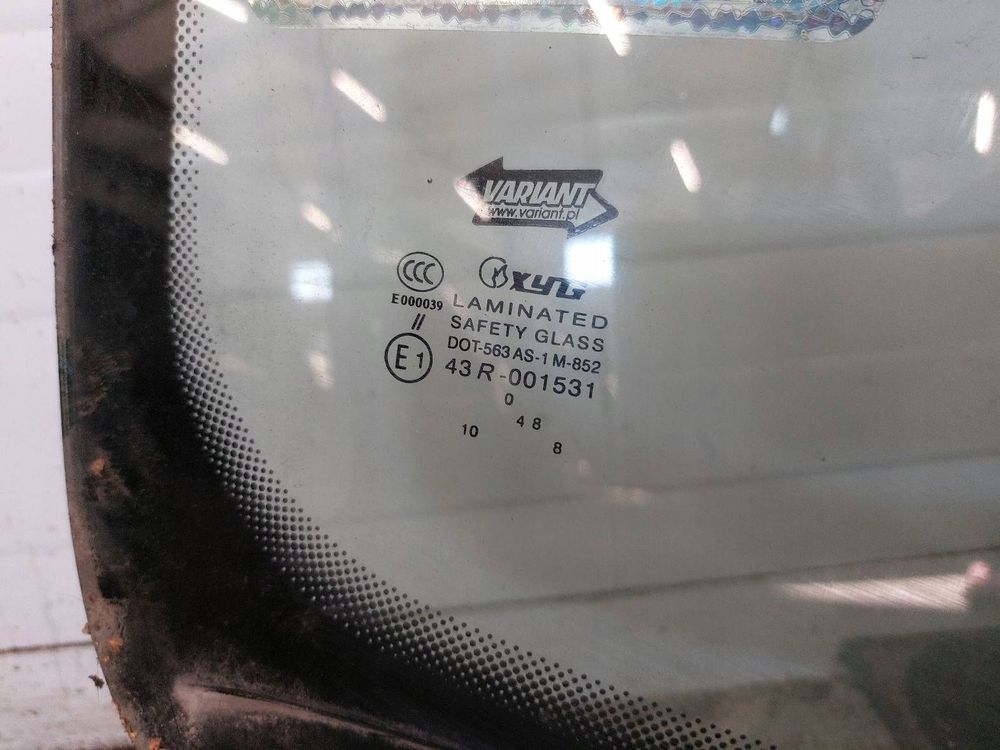 VARIANT
www.variant.pl
CCC
XYG
E000039
LAMINATED
SAFETY GLASS
//
DOT-563 AS-1 M-852
E1
43 R-001531
0
4 8
10
8